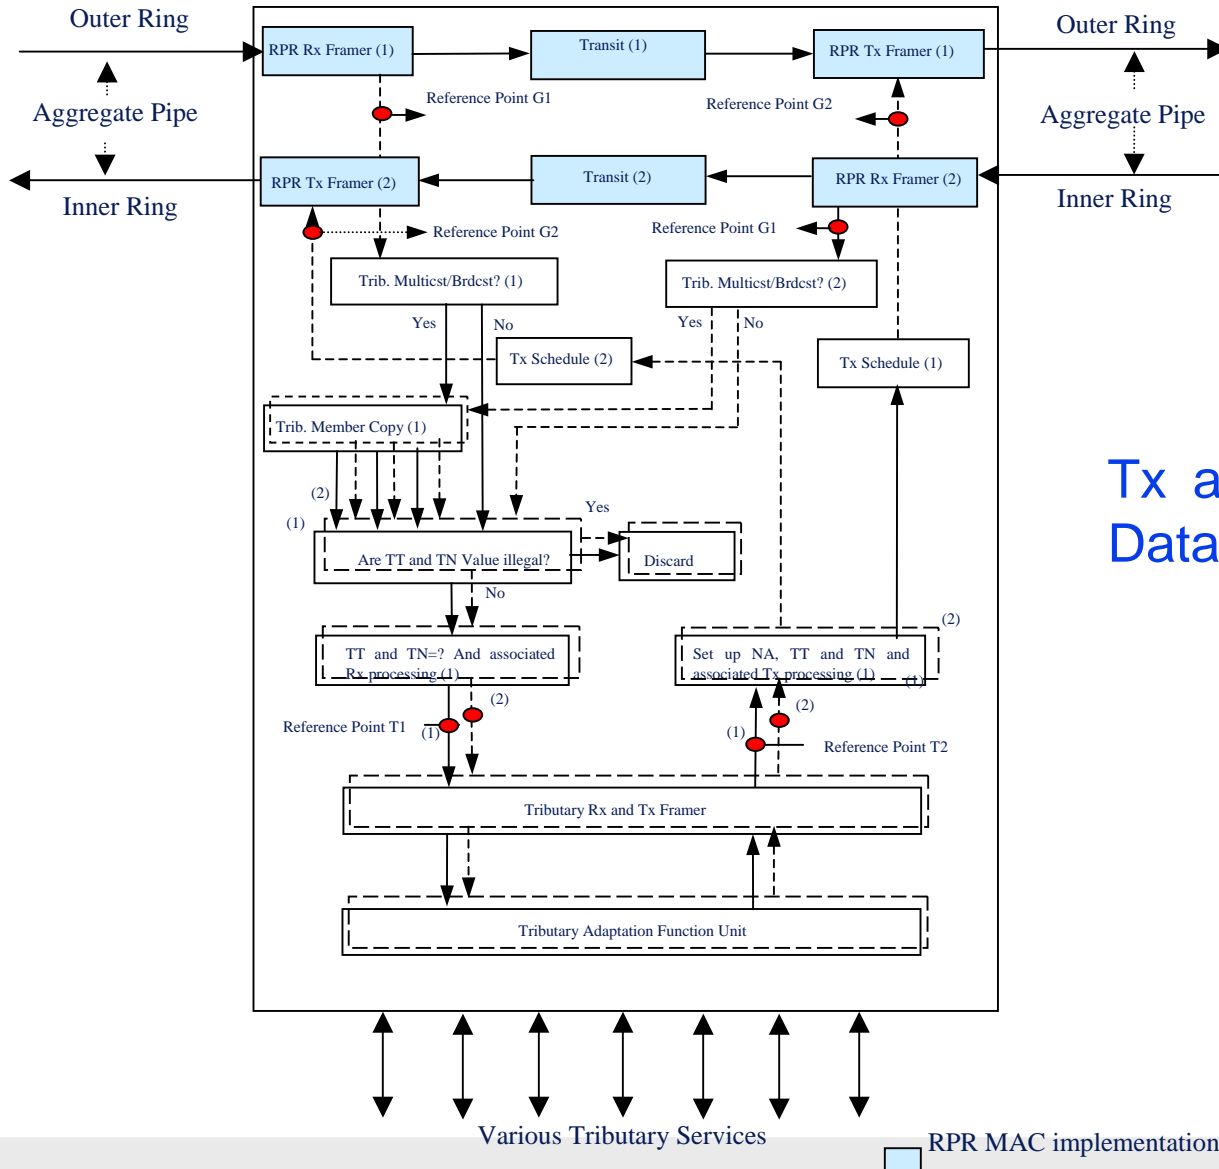 Outer Ring
Outer Ring
RPR Rx Framer (1)
Transit (1)
RPR Tx Framer (1)
Aggregate Pipe
Reference Point G1
Reference Point G2
Aggregate Pipe
RPR Tx Framer (2)
Transit (2)
RPR Rx Framer (2)
Inner Ring
Inner Ring
Reference Point G2
Reference Point G1
Trib. Multicst/Brdcst? (1)
Trib. Multicst/Brdcst? (2)
Yes
No
Yes
No
Tx Schedule (2)
Tx Schedule (1)
Trib. Member Copy (1)
(2)
(1)
Yes
Are TT and TN Value illegal?
Discard
No
Tx a
Data
(2)
TT and TN=? And associated
Rx processing (1)
Set up NA, TT and TN and
associated Tx processing (1)
(1)
(2)
(2)
Reference Point T1
(1)
(1)
Reference Point T2
Tributary Rx and Tx Framer
Tributary Adaptation Function Unit
Various Tributary Services
RPR MAC implementation